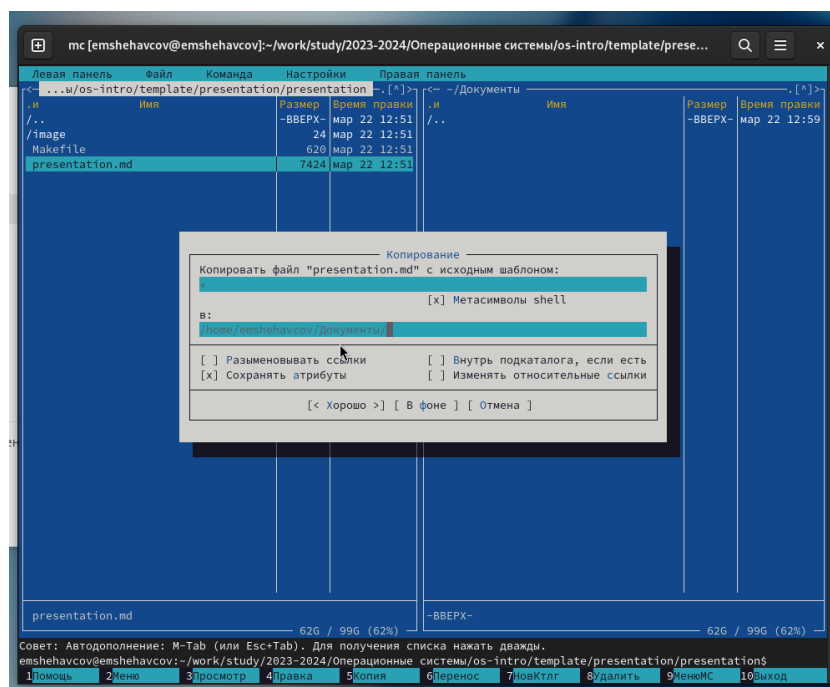 mc [emshehavcov@emshehavcov]:~/work/study/2023-2024/Операционные системы/os-intro/template/prese...
Левая панель Файл Команда Настройки Правая панель
<— ...ы/os-intro/template/presentation/presentation —.[^]> <— ~/Документы —.[^]>
.и Имя Размер Время правки .и Имя Размер Время правки
/.. -ВВЕРХ- мар 22 12:51 /.. -ВВЕРХ- мар 22 12:59
/image 24 мар 22 12:51
Makefile 620 мар 22 12:51
presentation.md 7424 мар 22 12:51
Копирование
Копировать файл "presentation.md" с исходным шаблоном:
*
[x] Метасимволы shell
в:
/home/emshehavcov/Документы/
[ ] Разыменовывать ссылки [ ] Внутрь подкаталога, если есть
[x] Сохранять атрибуты [ ] Изменять относительные ссылки
[< Хорошо >] [ В фоне ] [ Отмена ]
presentation.md -ВВЕРХ-
62G / 99G (62%) 62G / 99G (62%)
Совет: Автодополнение: M-Tab (или Esc+Tab). Для получения списка нажать дважды.
emshehavcov@emshehavcov:~/work/study/2023-2024/Операционные системы/os-intro/template/presentation/presentation$
1Помощь 2Меню 3Просмотр 4Правка 5Копия 6Перенос 7НовКтлг 8Удалить 9МенюMC 10Выход